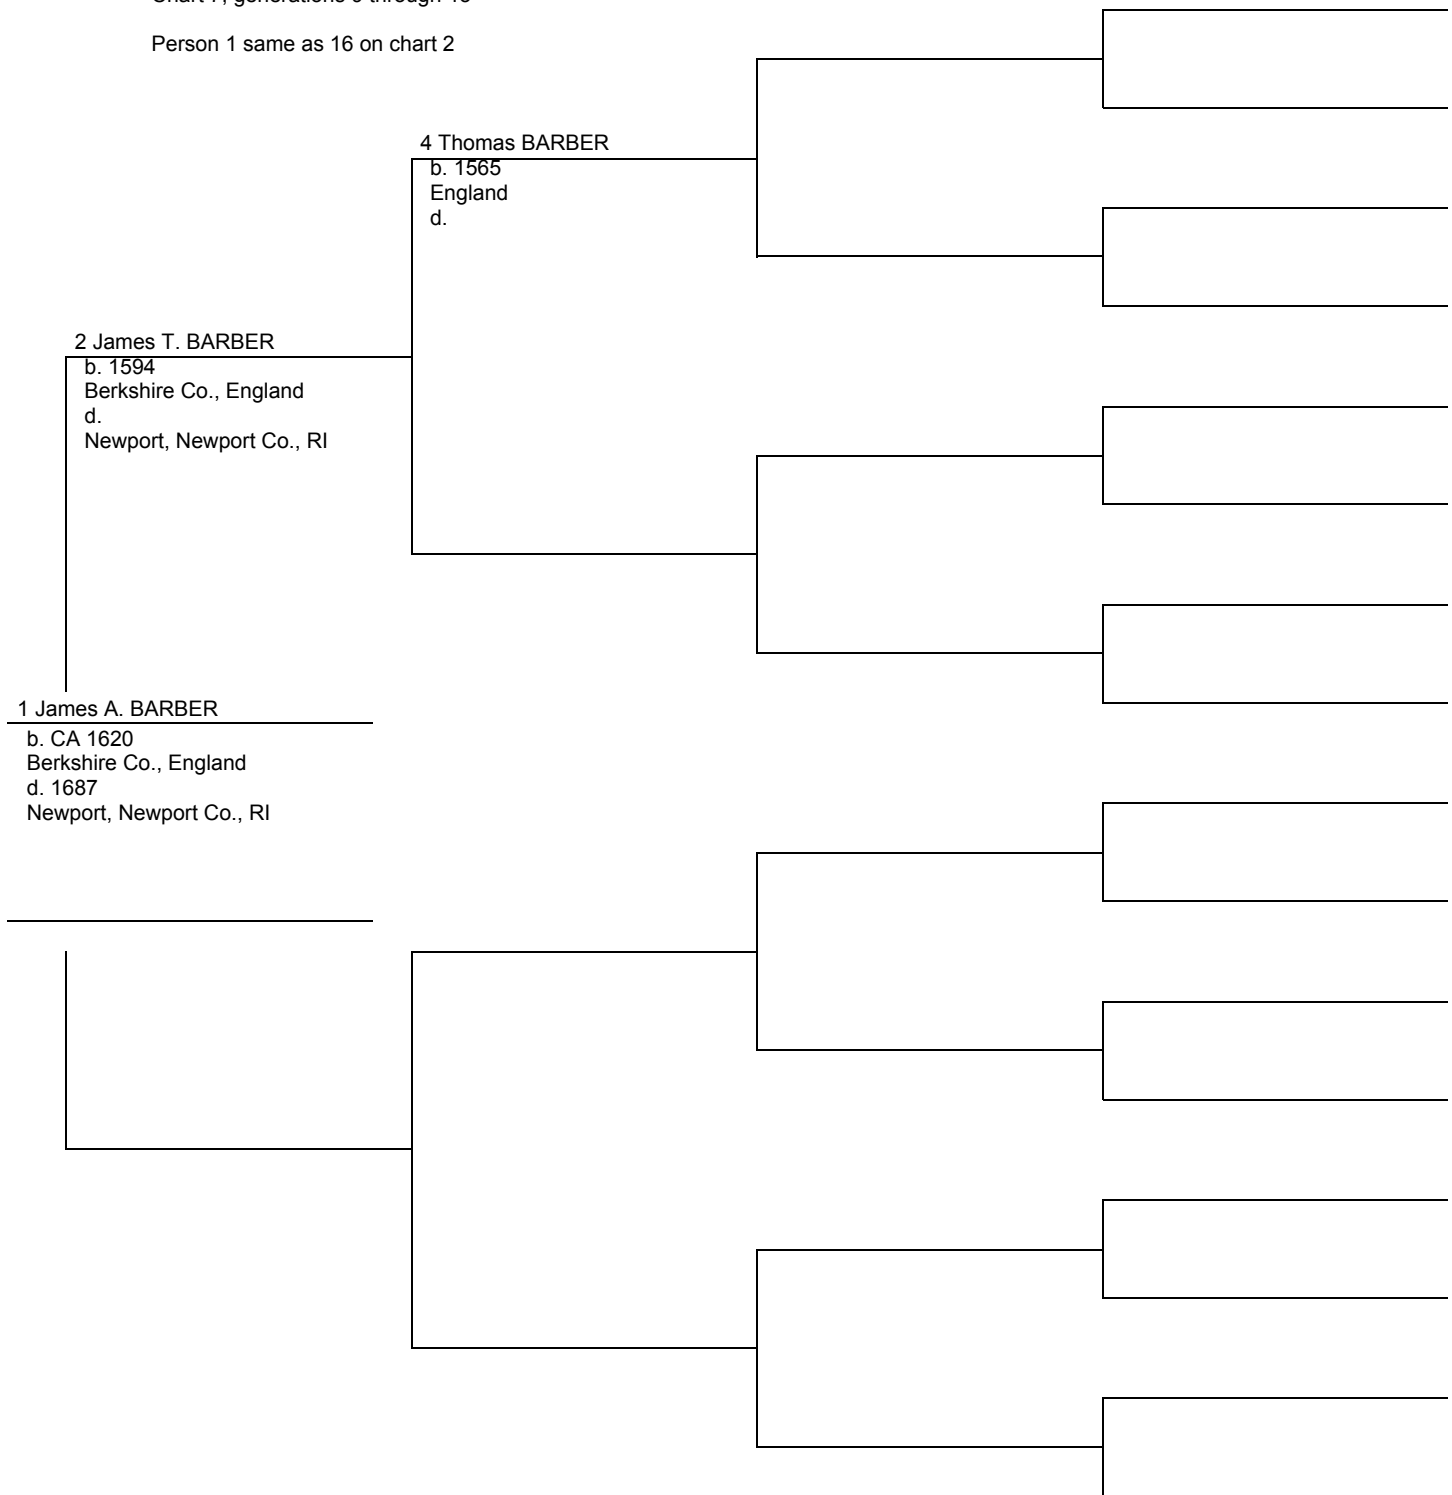 Person 1 same as 16 on chart 2
4 Thomas BARBER
b. 1565
England
d.
2 James T. BARBER
b. 1594
Berkshire Co., England
d.
Newport, Newport Co., RI
1 James A. BARBER
b. CA 1620
Berkshire Co., England
d. 1687
Newport, Newport Co., RI